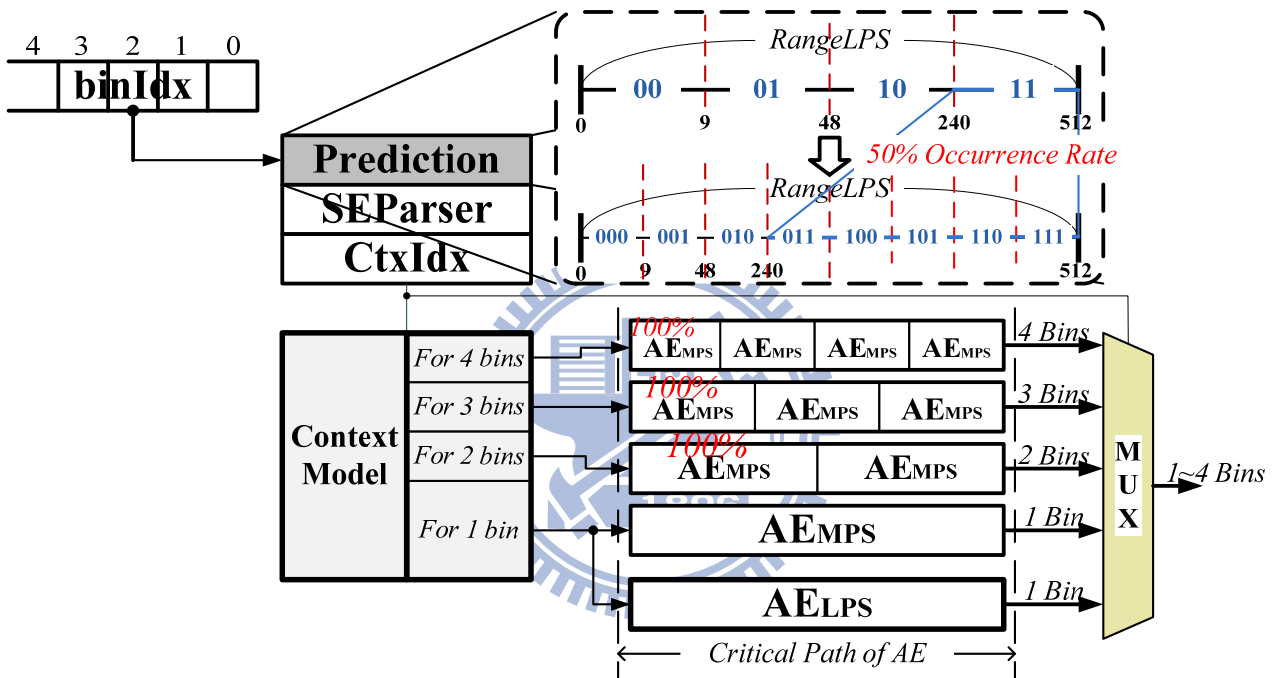 4 3 2 1 0
binIdx
RangeLPS
00 01 10 11
0 9 48 240 512
50% Occurrence Rate
Prediction
SEParser
CtxIdx
RangeLPS
000 001 010 011 100 101 110 111
0 9 48 240 512
Context
Model
For 4 bins
For 3 bins
For 2 bins
For 1 bin
100%
AEMPS AEMPS AEMPS AEMPS
4 Bins
100%
AEMPS AEMPS AEMPS
3 Bins
100%
AEMPS AEMPS
2 Bins
AEMPS
1 Bin
AELPS
1 Bin
M
U
X
1~4 Bins
Critical Path of AE
1896